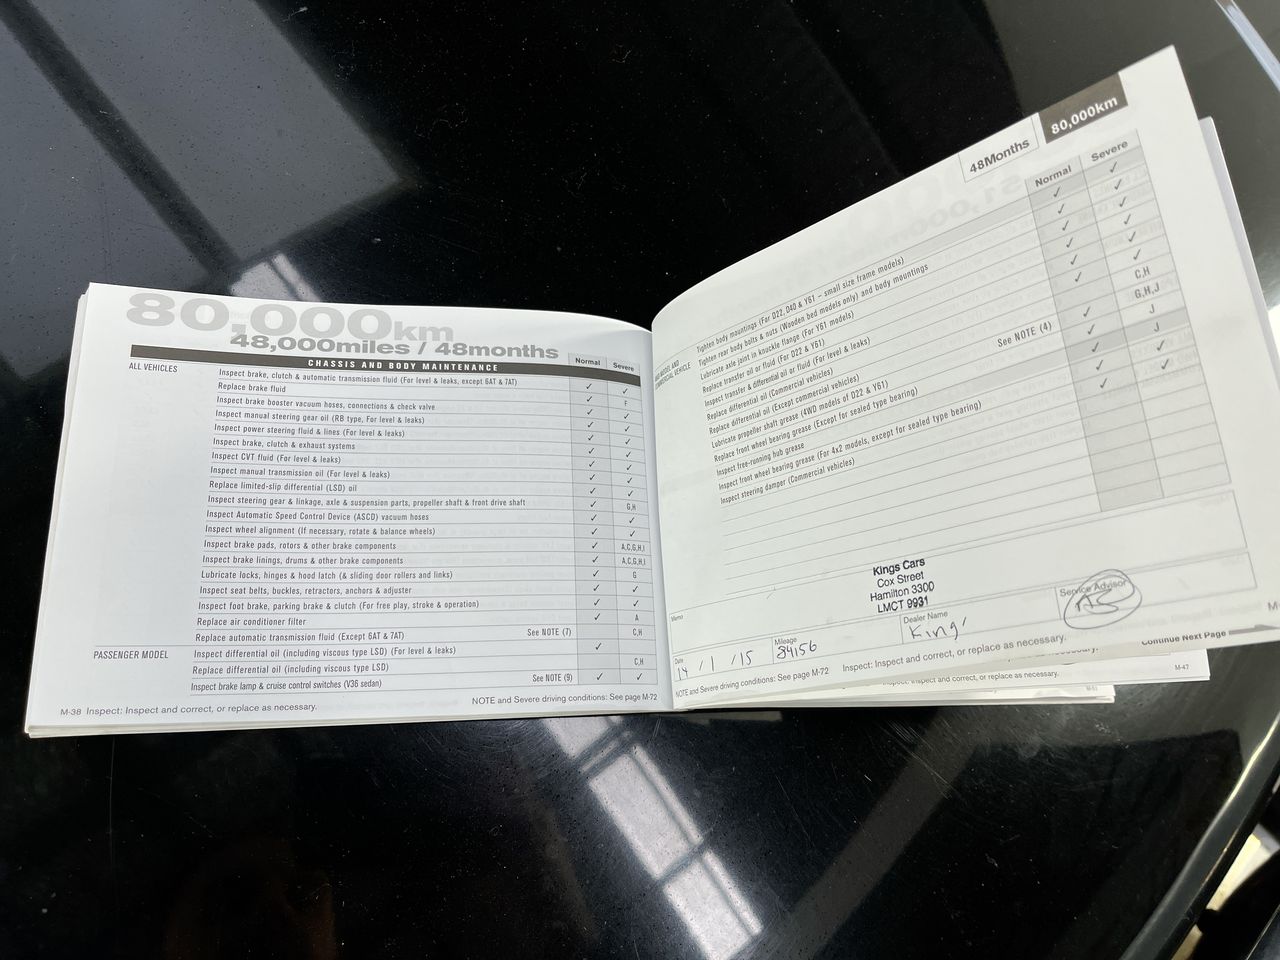 80,000km
48,000miles / 48months
CHASSIS AND BODY MAINTENANCE
Normal
Severe
ALL VEHICLES
Inspect brake, clutch & automatic transmission fluid (For level & leaks, except 6AT & 7AT) ✓ ✓
Replace brake fluid ✓ F
Inspect brake booster vacuum hoses, connections & check valve ✓ ✓
Inspect manual steering gear oil (RB type, For level & leaks) ✓ ✓
Inspect power steering fluid & lines (For level & leaks) ✓ ✓
Inspect brake, clutch & exhaust systems ✓ ✓
Inspect CVT fluid (For level & leaks) ✓ ✓
Inspect manual transmission oil (For level & leaks) ✓ ✓
Replace limited-slip differential (LSD) oil ✓ ✓
Inspect steering gear & linkage, axle & suspension parts, propeller shaft & front drive shaft ✓ G,H
Inspect Automatic Speed Control Device (ASCD) vacuum hoses ✓ ✓
Inspect wheel alignment (If necessary, rotate & balance wheels) ✓ ✓
Inspect brake pads, rotors & other brake components ✓ A,C,G,H,I
Inspect brake linings, drums & other brake components ✓ A,C,G,H,I
Lubricate locks, hinges & hood latch (& sliding door rollers and links) ✓ G
Inspect seat belts, buckles, retractors, anchors & adjuster ✓ ✓
Inspect foot brake, parking brake & clutch (For free play, stroke & operation) ✓ ✓
Replace air conditioner filter ✓ A
Replace automatic transmission fluid (Except 6AT & 7AT) See NOTE (7) C,H
PASSENGER MODEL
Inspect differential oil (including viscous type LSD) (For level & leaks) ✓
Replace differential oil (including viscous type LSD) C,H
Inspect brake lamp & cruise control switches (V36 sedan) See NOTE (9) ✓ ✓
M-38 Inspect: Inspect and correct, or replace as necessary.
NOTE and Severe driving conditions: See page M-72
48Months
80,000km
Normal
Severe
Tighten body mountings (For D22, D40 & Y61 – small size frame models) ✓ ✓
Tighten rear body bolts & nuts (Wooden bed models only) and body mountings ✓ ✓
Lubricate axle joint in knuckle flange (For Y61 models) ✓ ✓
Replace transfer oil or fluid (For D22 & Y61) ✓ ✓
Inspect transfer & differential oil or fluid (For level & leaks) ✓ ✓
Replace differential oil (Commercial vehicles) ✓ ✓
Replace differential oil (Except commercial vehicles) C,H
Lubricate propeller shaft grease (4WD models of D22 & Y61) See NOTE (4) ✓ G,H,J
Replace front wheel bearing grease (Except for sealed type bearing) ✓ J
Inspect free-running hub grease ✓ J
Inspect front wheel bearing grease (For 4x2 models, except for sealed type bearing) ✓ ✓
Inspect steering damper (Commercial vehicles) ✓ ✓
Memo
Kings Cars
Cox Street
Hamilton 3300
LMCT 9931
Date
14 / 1 / 15
Mileage
84156
Dealer Name
King'
Service Advisor
NOTE and Severe driving conditions: See page M-72
Inspect: Inspect and correct, or replace as necessary.
Continue Next Page
M-47